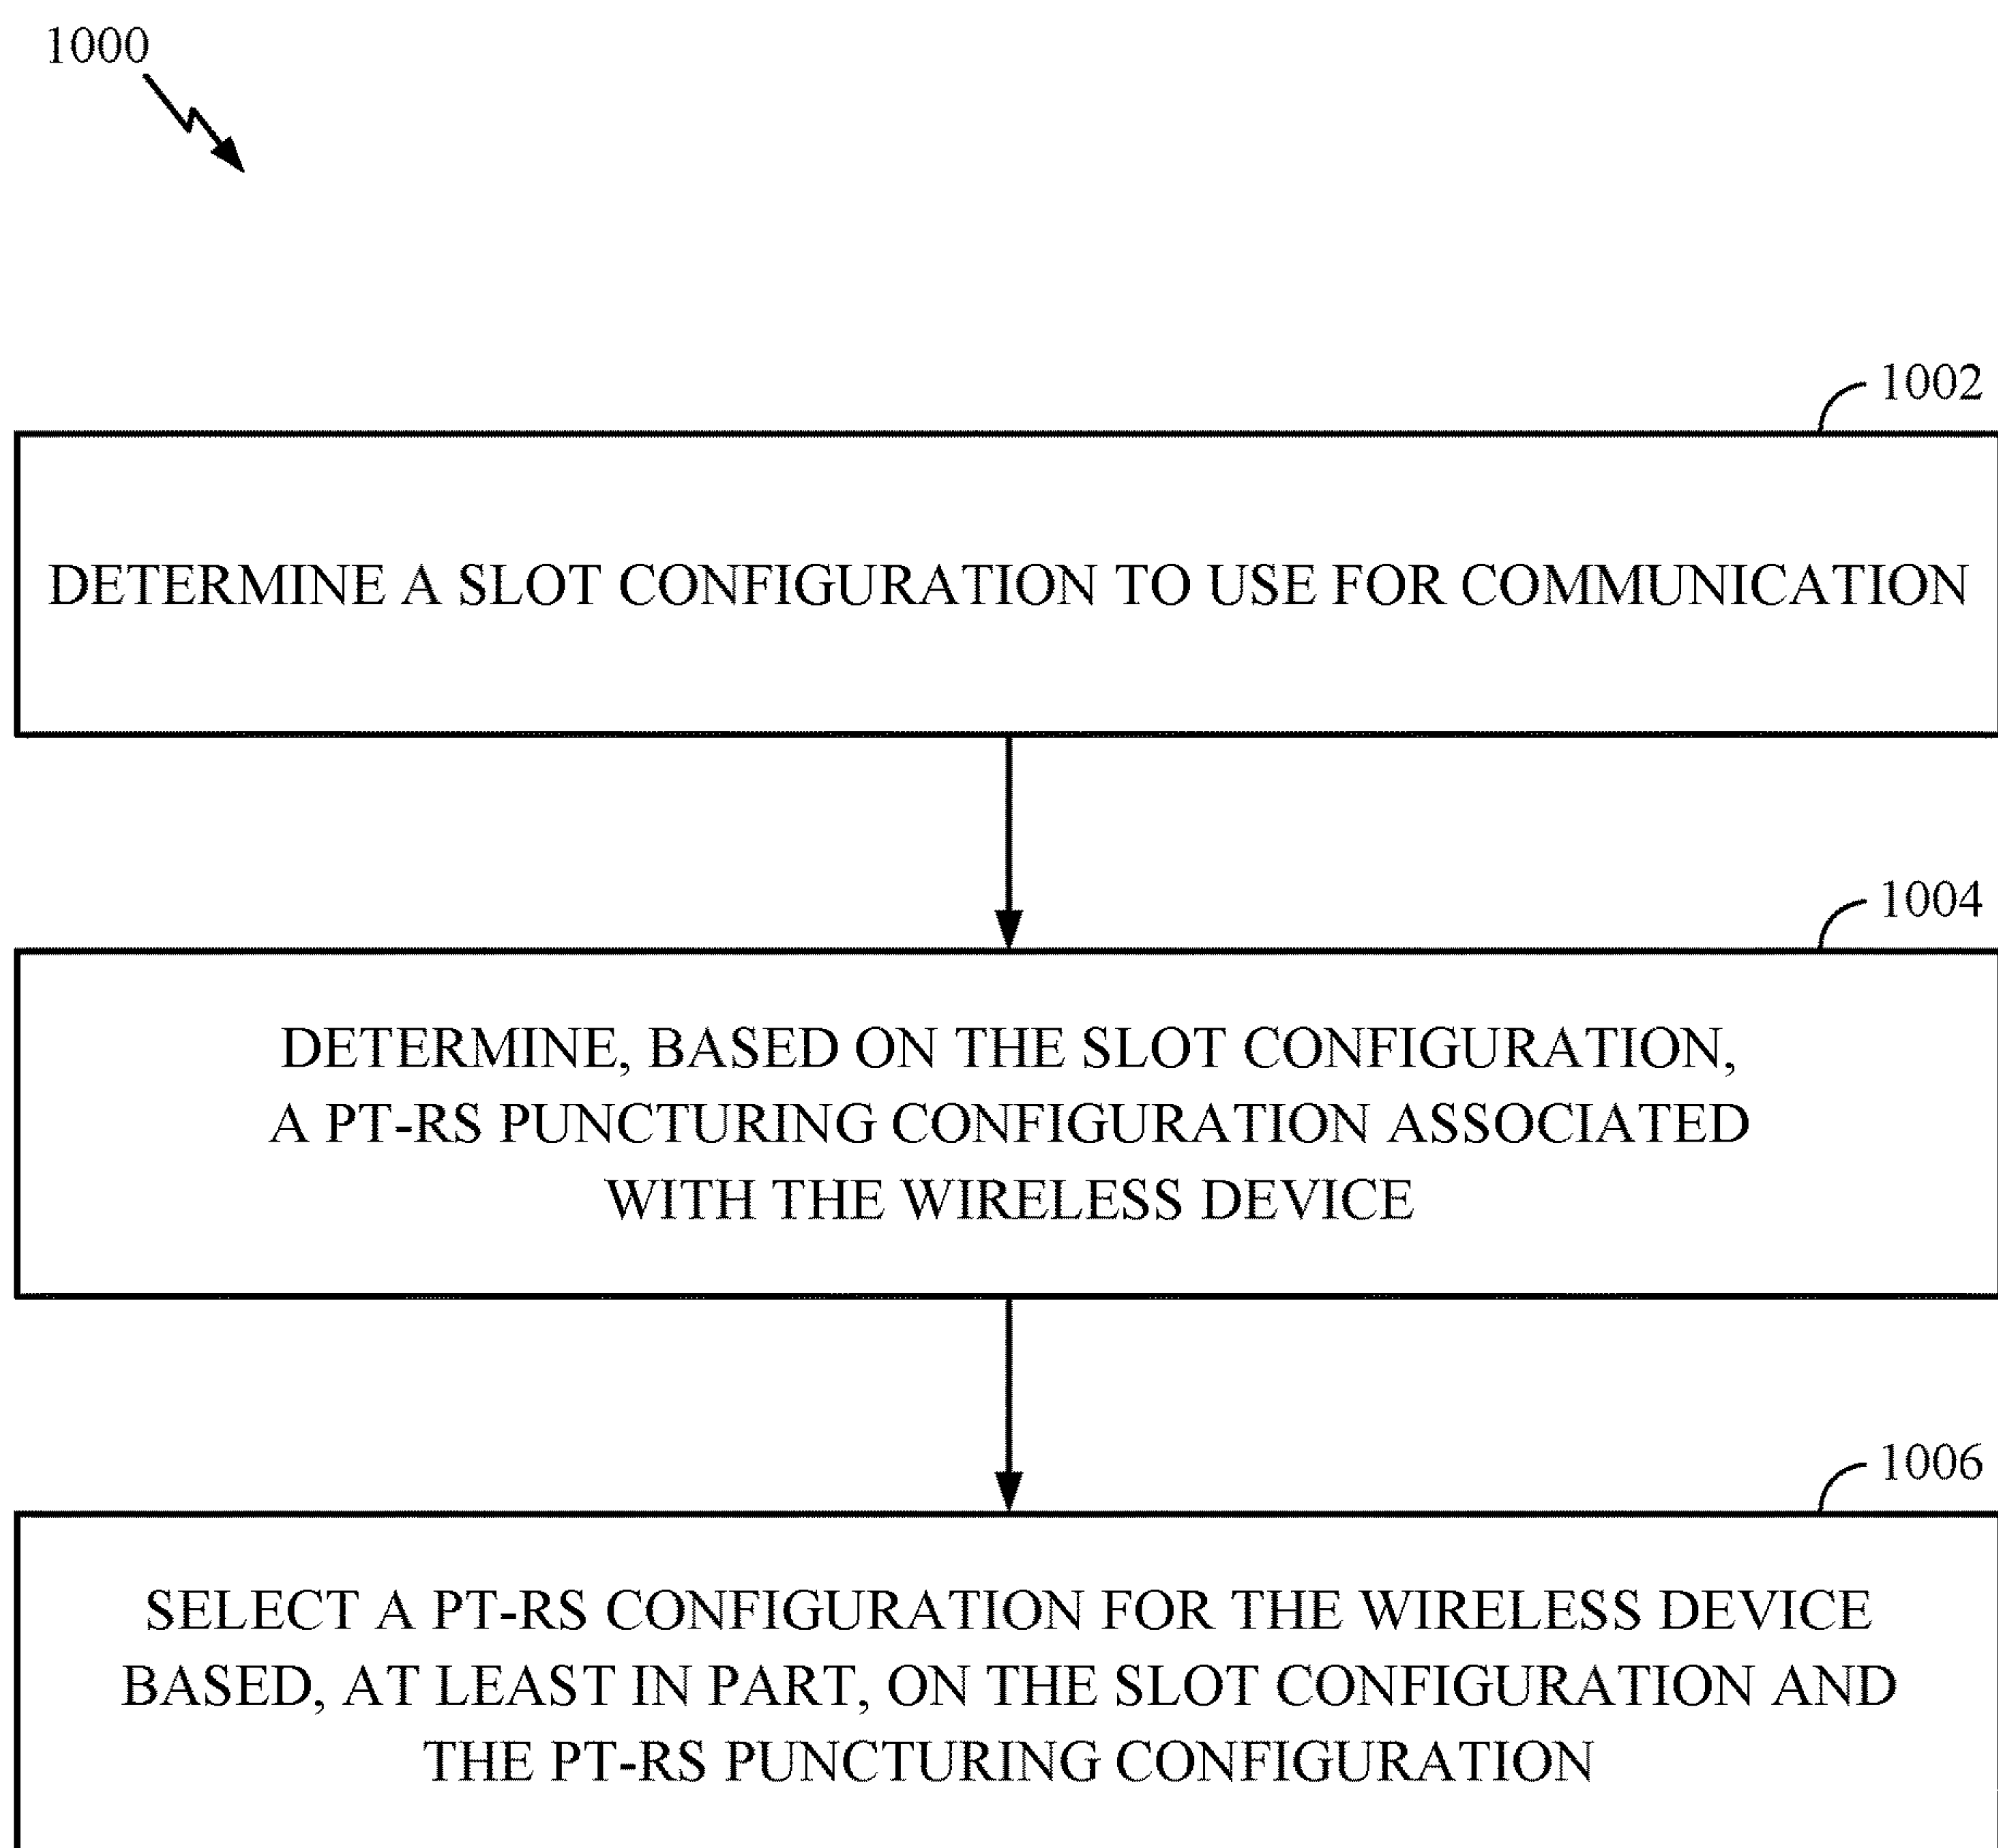 1000
1002
DETERMINE A SLOT CONFIGURATION TO USE FOR COMMUNICATION
1004
DETERMINE, BASED ON THE SLOT CONFIGURATION,
A PT-RS PUNCTURING CONFIGURATION ASSOCIATED
WITH THE WIRELESS DEVICE
1006
SELECT A PT-RS CONFIGURATION FOR THE WIRELESS DEVICE
BASED, AT LEAST IN PART, ON THE SLOT CONFIGURATION AND
THE PT-RS PUNCTURING CONFIGURATION